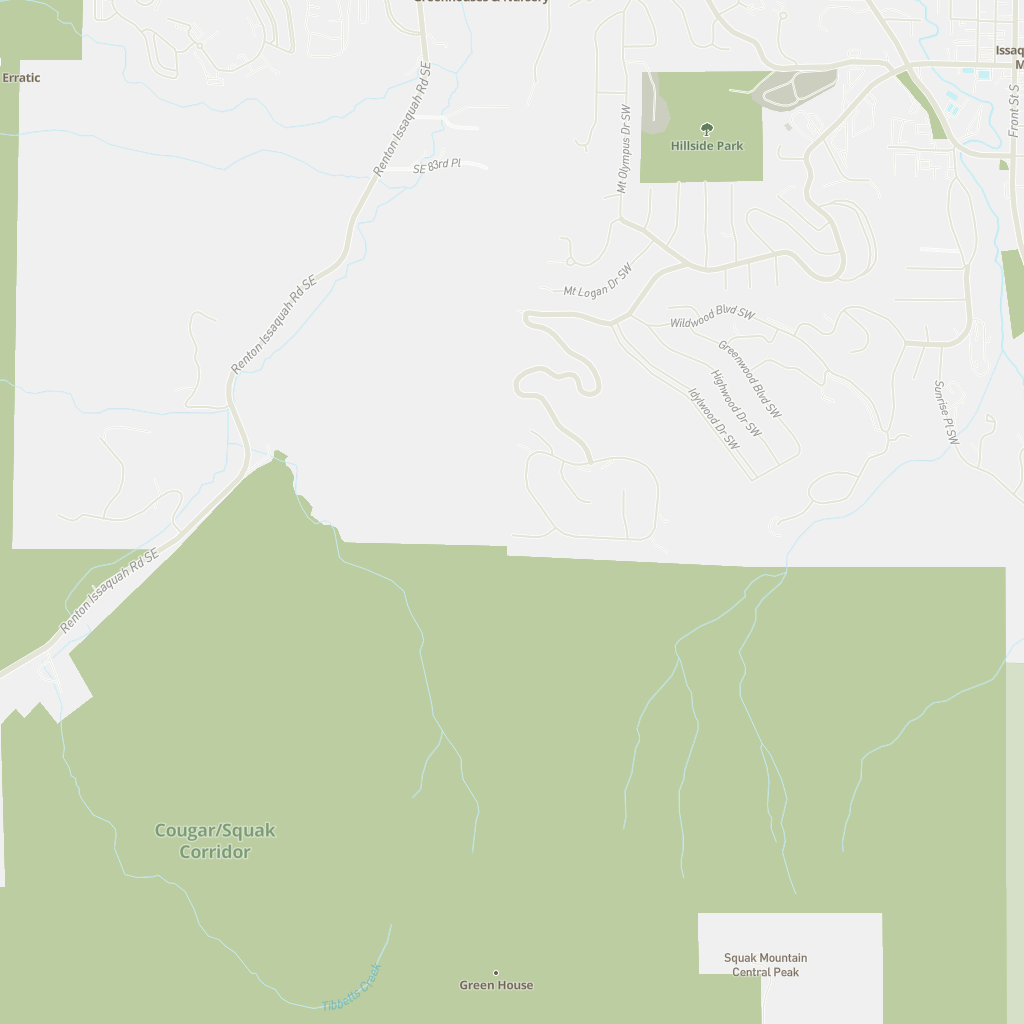 Greenhouses & Nursery
Erratic
Issaq
M
Front St S
Renton Issaquah Rd SE
Mt Olympus Dr SW
Hillside Park
SE 83rd Pl
Mt Logan Dr SW
Renton Issaquah Rd SE
Wildwood Blvd SW
Greenwood Blvd SW
Highwood Dr SW
Idylwood Dr SW
Sunrise Pl SW
Renton Issaquah Rd SE
Cougar/Squak
Corridor
Squak Mountain
Central Peak
Tibbetts Creek
Green House